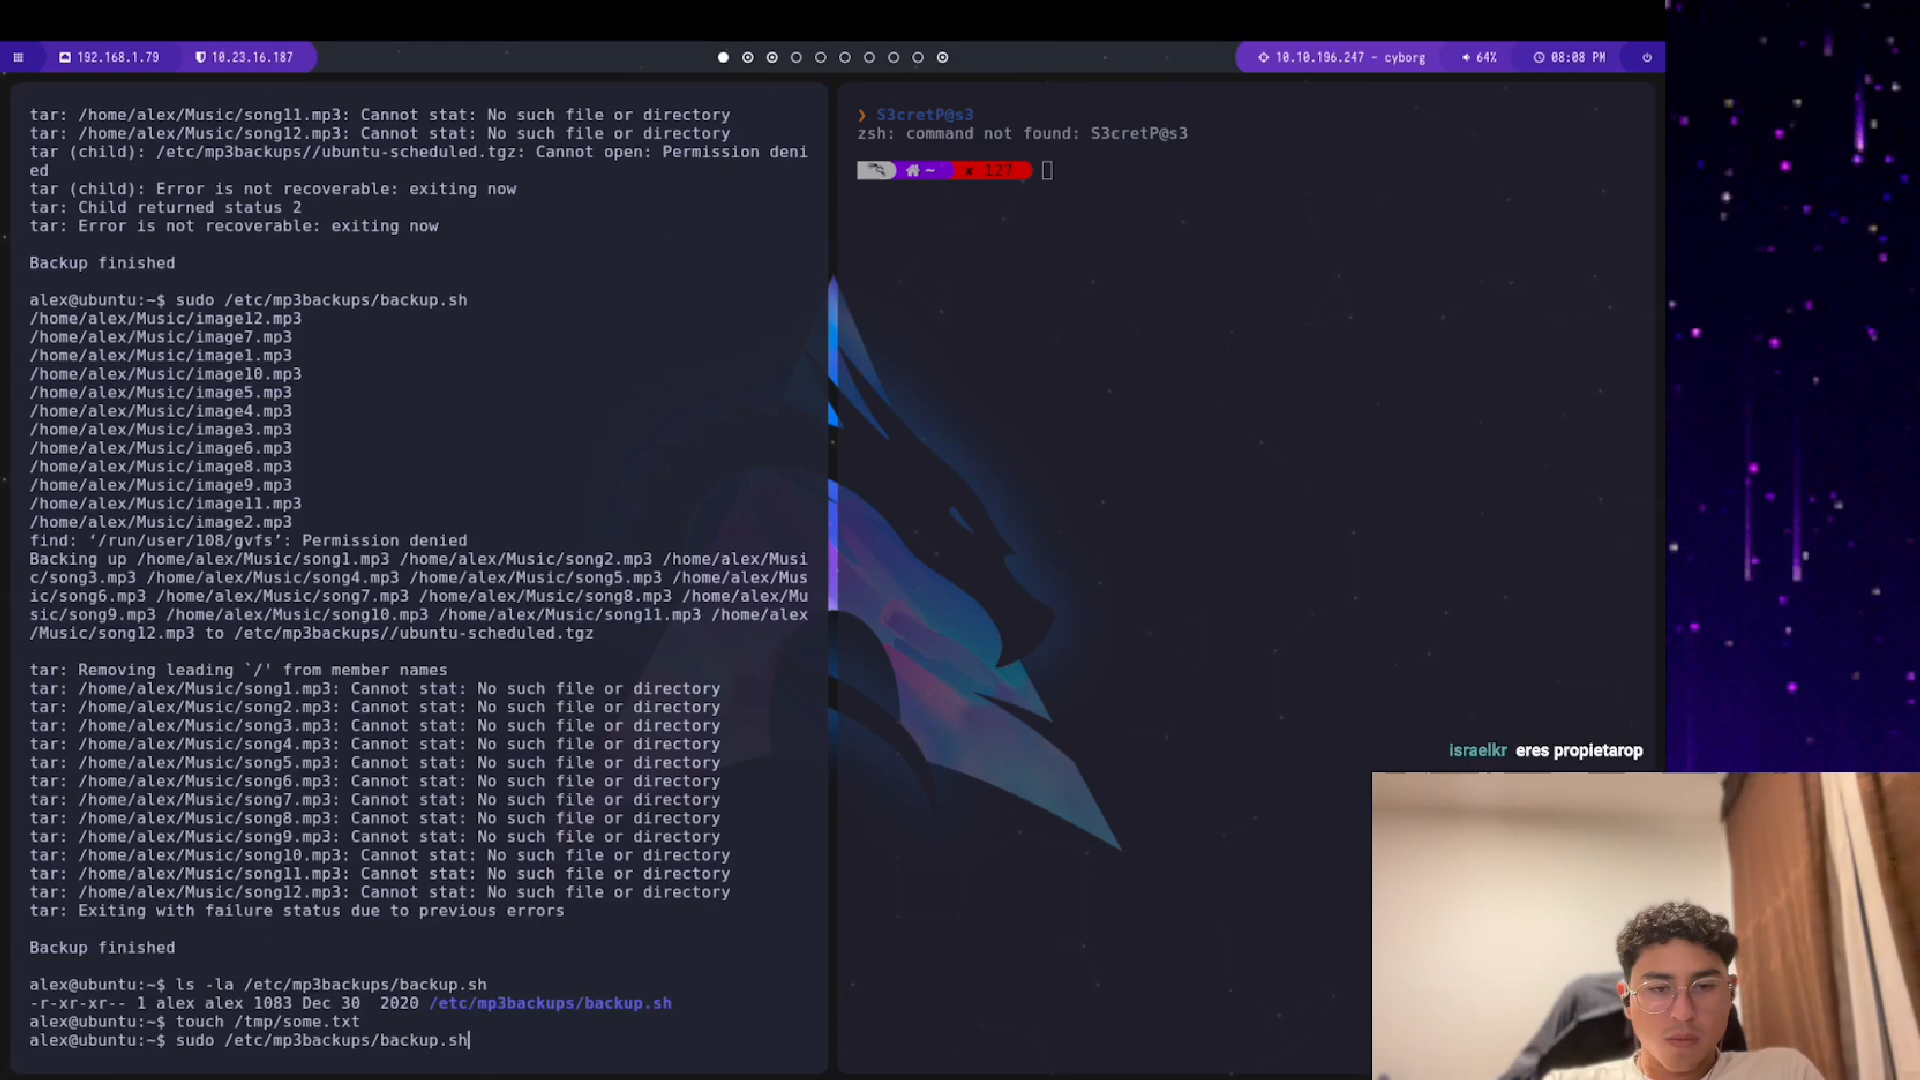 192.168.1.79 10.23.16.187 10.10.196.247 - cyborg 64% 08:08 PM
tar: /home/alex/Music/song11.mp3: Cannot stat: No such file or directory
tar: /home/alex/Music/song12.mp3: Cannot stat: No such file or directory
tar (child): /etc/mp3backups//ubuntu-scheduled.tgz: Cannot open: Permission deni
ed
tar (child): Error is not recoverable: exiting now
tar: Child returned status 2
tar: Error is not recoverable: exiting now
Backup finished
alex@ubuntu:~$ sudo /etc/mp3backups/backup.sh
/home/alex/Music/image12.mp3
/home/alex/Music/image7.mp3
/home/alex/Music/image1.mp3
/home/alex/Music/image10.mp3
/home/alex/Music/image5.mp3
/home/alex/Music/image4.mp3
/home/alex/Music/image3.mp3
/home/alex/Music/image6.mp3
/home/alex/Music/image8.mp3
/home/alex/Music/image9.mp3
/home/alex/Music/image11.mp3
/home/alex/Music/image2.mp3
find: ‘/run/user/108/gvfs’: Permission denied
Backing up /home/alex/Music/song1.mp3 /home/alex/Music/song2.mp3 /home/alex/Musi
c/song3.mp3 /home/alex/Music/song4.mp3 /home/alex/Music/song5.mp3 /home/alex/Mus
ic/song6.mp3 /home/alex/Music/song7.mp3 /home/alex/Music/song8.mp3 /home/alex/Mu
sic/song9.mp3 /home/alex/Music/song10.mp3 /home/alex/Music/song11.mp3 /home/alex
/Music/song12.mp3 to /etc/mp3backups//ubuntu-scheduled.tgz
tar: Removing leading `/' from member names
tar: /home/alex/Music/song1.mp3: Cannot stat: No such file or directory
tar: /home/alex/Music/song2.mp3: Cannot stat: No such file or directory
tar: /home/alex/Music/song3.mp3: Cannot stat: No such file or directory
tar: /home/alex/Music/song4.mp3: Cannot stat: No such file or directory
tar: /home/alex/Music/song5.mp3: Cannot stat: No such file or directory
tar: /home/alex/Music/song6.mp3: Cannot stat: No such file or directory
tar: /home/alex/Music/song7.mp3: Cannot stat: No such file or directory
tar: /home/alex/Music/song8.mp3: Cannot stat: No such file or directory
tar: /home/alex/Music/song9.mp3: Cannot stat: No such file or directory
tar: /home/alex/Music/song10.mp3: Cannot stat: No such file or directory
tar: /home/alex/Music/song11.mp3: Cannot stat: No such file or directory
tar: /home/alex/Music/song12.mp3: Cannot stat: No such file or directory
tar: Exiting with failure status due to previous errors
Backup finished
alex@ubuntu:~$ ls -la /etc/mp3backups/backup.sh
-r-xr-xr-- 1 alex alex 1083 Dec 30  2020 /etc/mp3backups/backup.sh
alex@ubuntu:~$ touch /tmp/some.txt
alex@ubuntu:~$ sudo /etc/mp3backups/backup.sh
❯ S3cretP@s3
zsh: command not found: S3cretP@s3
~ ✘ 127
israelkr eres propietarop